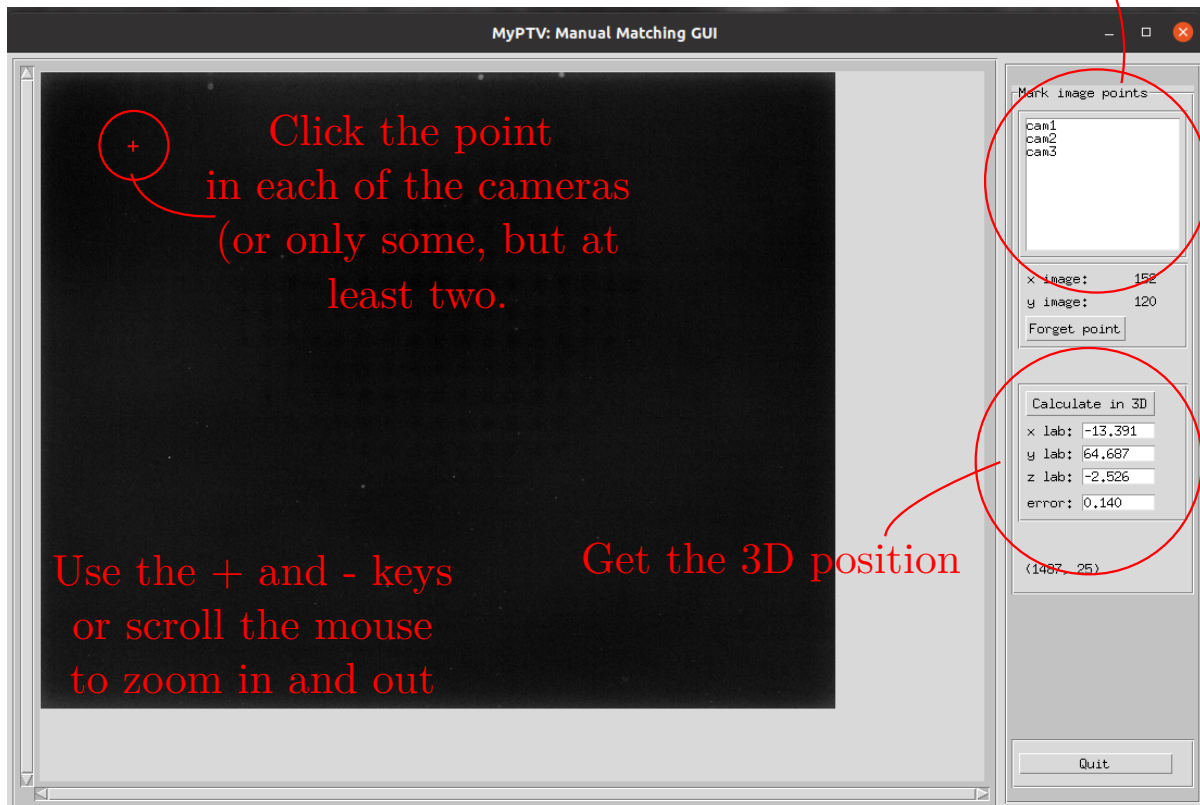 MyPTV: Manual Matching GUI
Mark image points
cam1
cam2
cam3
Click the point
in each of the cameras
(or only some, but at
least two.
x image: 152
y image: 120
Forget point
Calculate in 3D
x lab: -13.391
y lab: 64.687
z lab: -2.526
error: 0.140
Get the 3D position
Use the + and - keys
or scroll the mouse
to zoom in and out
(1487, 25)
Quit